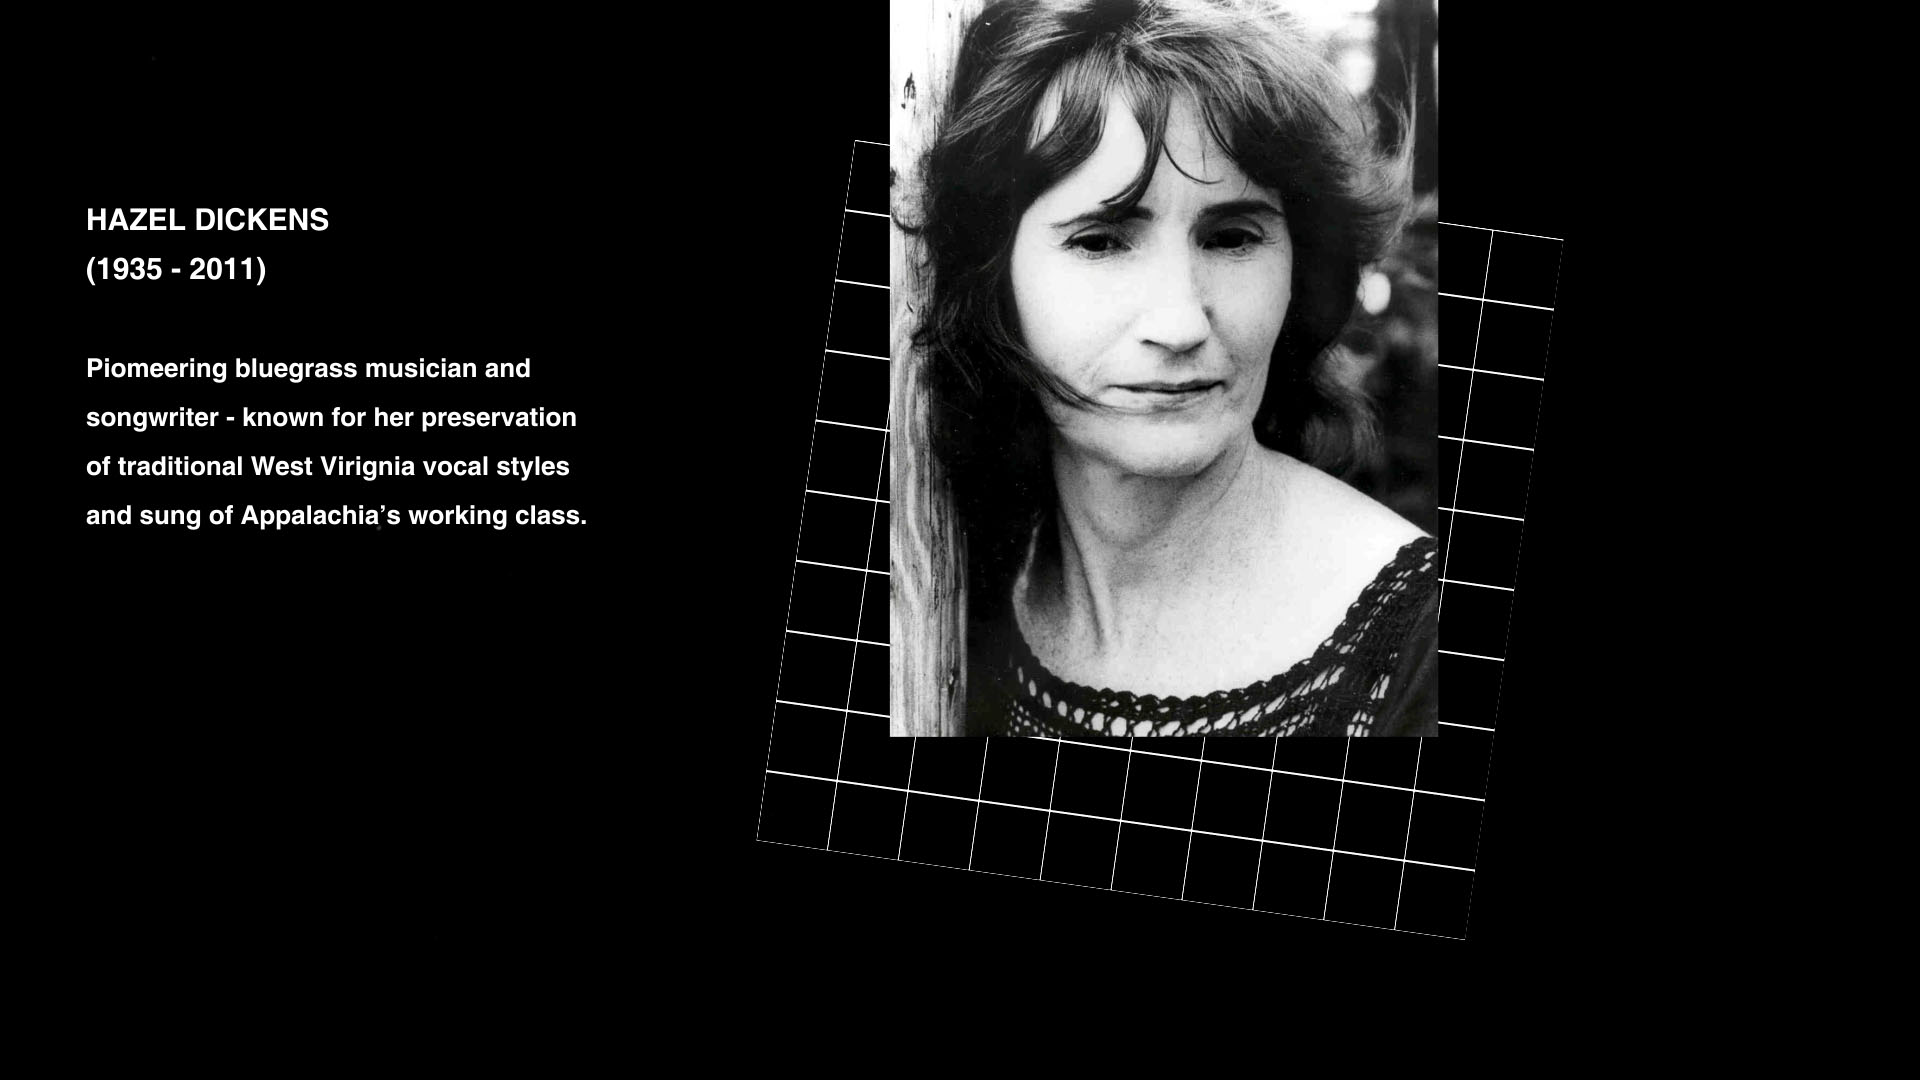 HAZEL DICKENS
(1935 - 2011)
Piomeering bluegrass musician and
songwriter - known for her preservation
of traditional West Virignia vocal styles
and sung of Appalachia’s working class.